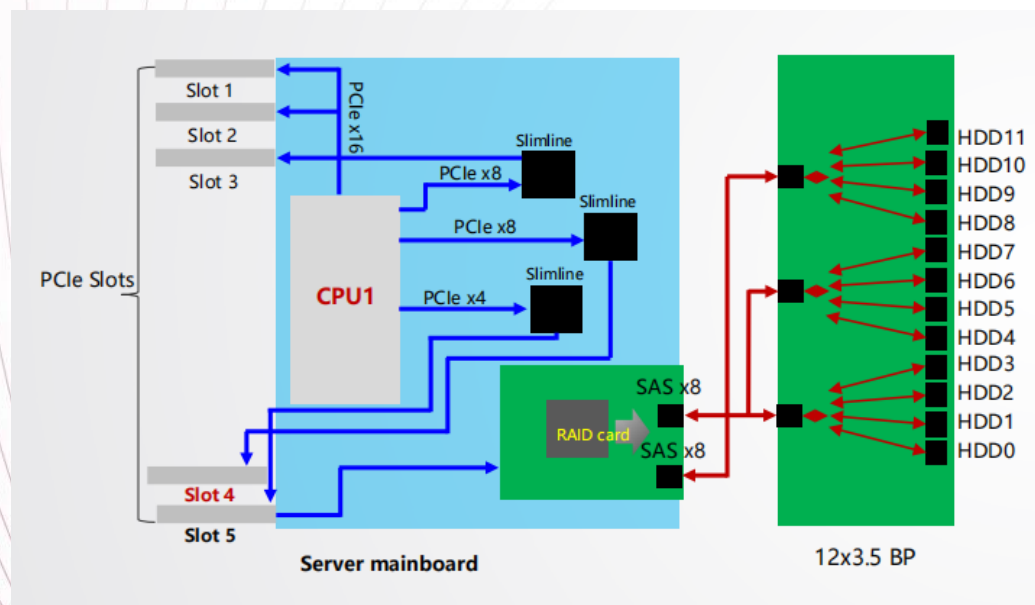 Slot 1
Slot 2
Slot 3
PCIe Slots
Slot 4
Slot 5
PCIe x16
Slimline
PCIe x8
Slimline
PCIe x8
Slimline
PCIe x4
CPU1
SAS x8
RAID card
SAS x8
Server mainboard
HDD11
HDD10
HDD9
HDD8
HDD7
HDD6
HDD5
HDD4
HDD3
HDD2
HDD1
HDD0
12x3.5 BP